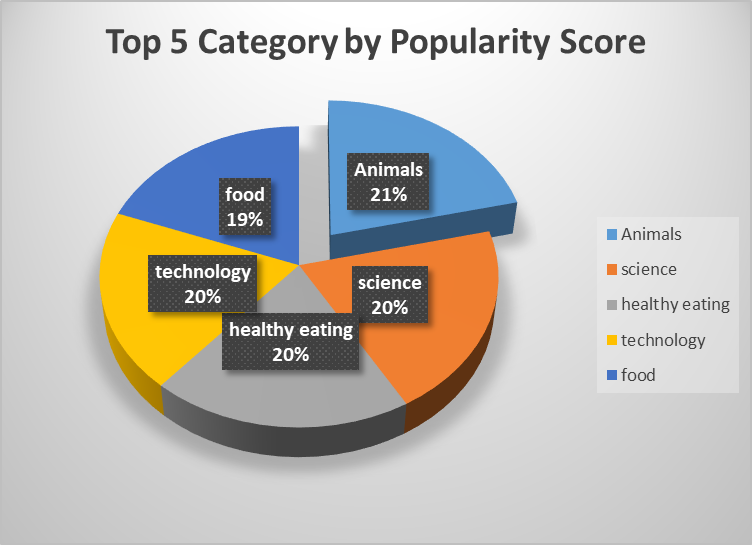 Top 5 Category by Popularity Score
Animals
21%
food
19%
technology
20%
science
20%
healthy eating
20%
Animals
science
healthy eating
technology
food